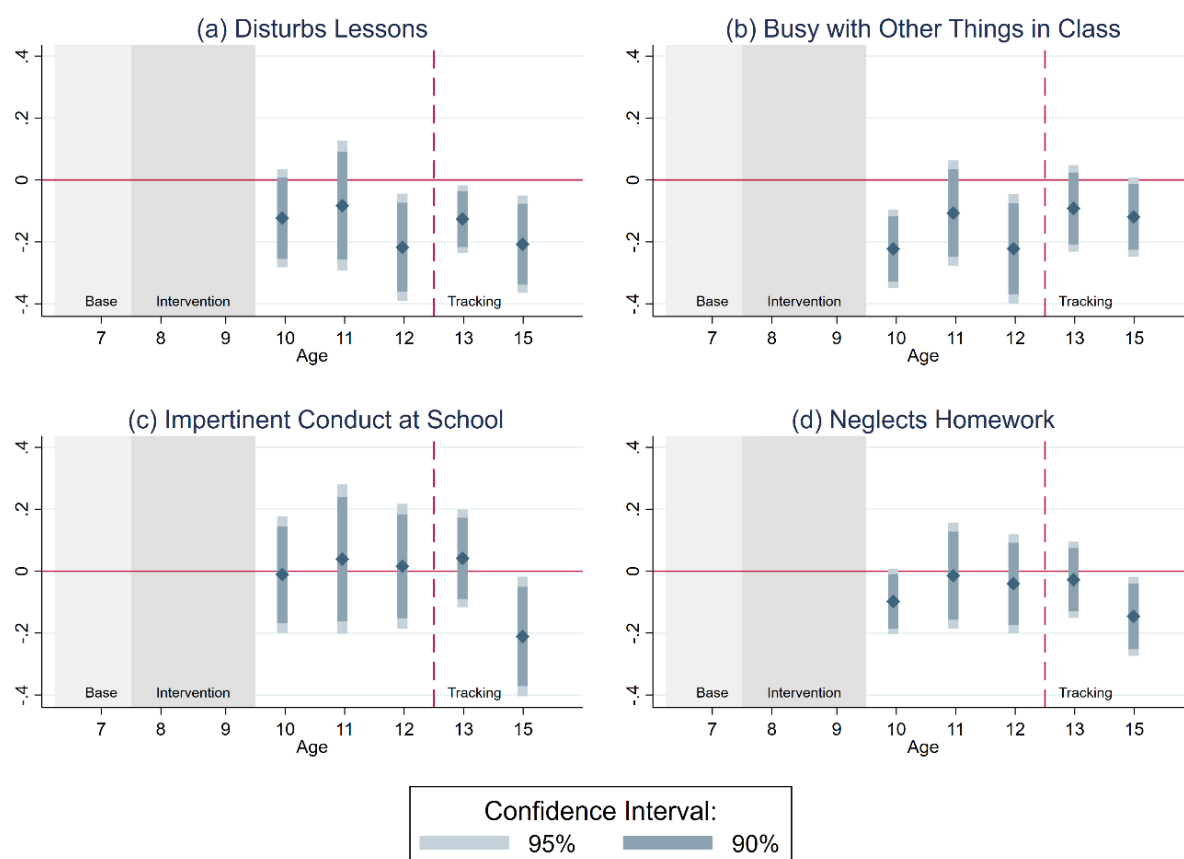 (a) Disturbs Lessons
.4
.2
0
-.2
-.4
Base Intervention Tracking
7 8 9 10 11 12 13 15
Age
(b) Busy with Other Things in Class
.4
.2
0
-.2
-.4
Base Intervention Tracking
7 8 9 10 11 12 13 15
Age
(c) Impertinent Conduct at School
.4
.2
0
-.2
-.4
Base Intervention Tracking
7 8 9 10 11 12 13 15
Age
(d) Neglects Homework
.4
.2
0
-.2
-.4
Base Intervention Tracking
7 8 9 10 11 12 13 15
Age
Confidence Interval:
95% 90%